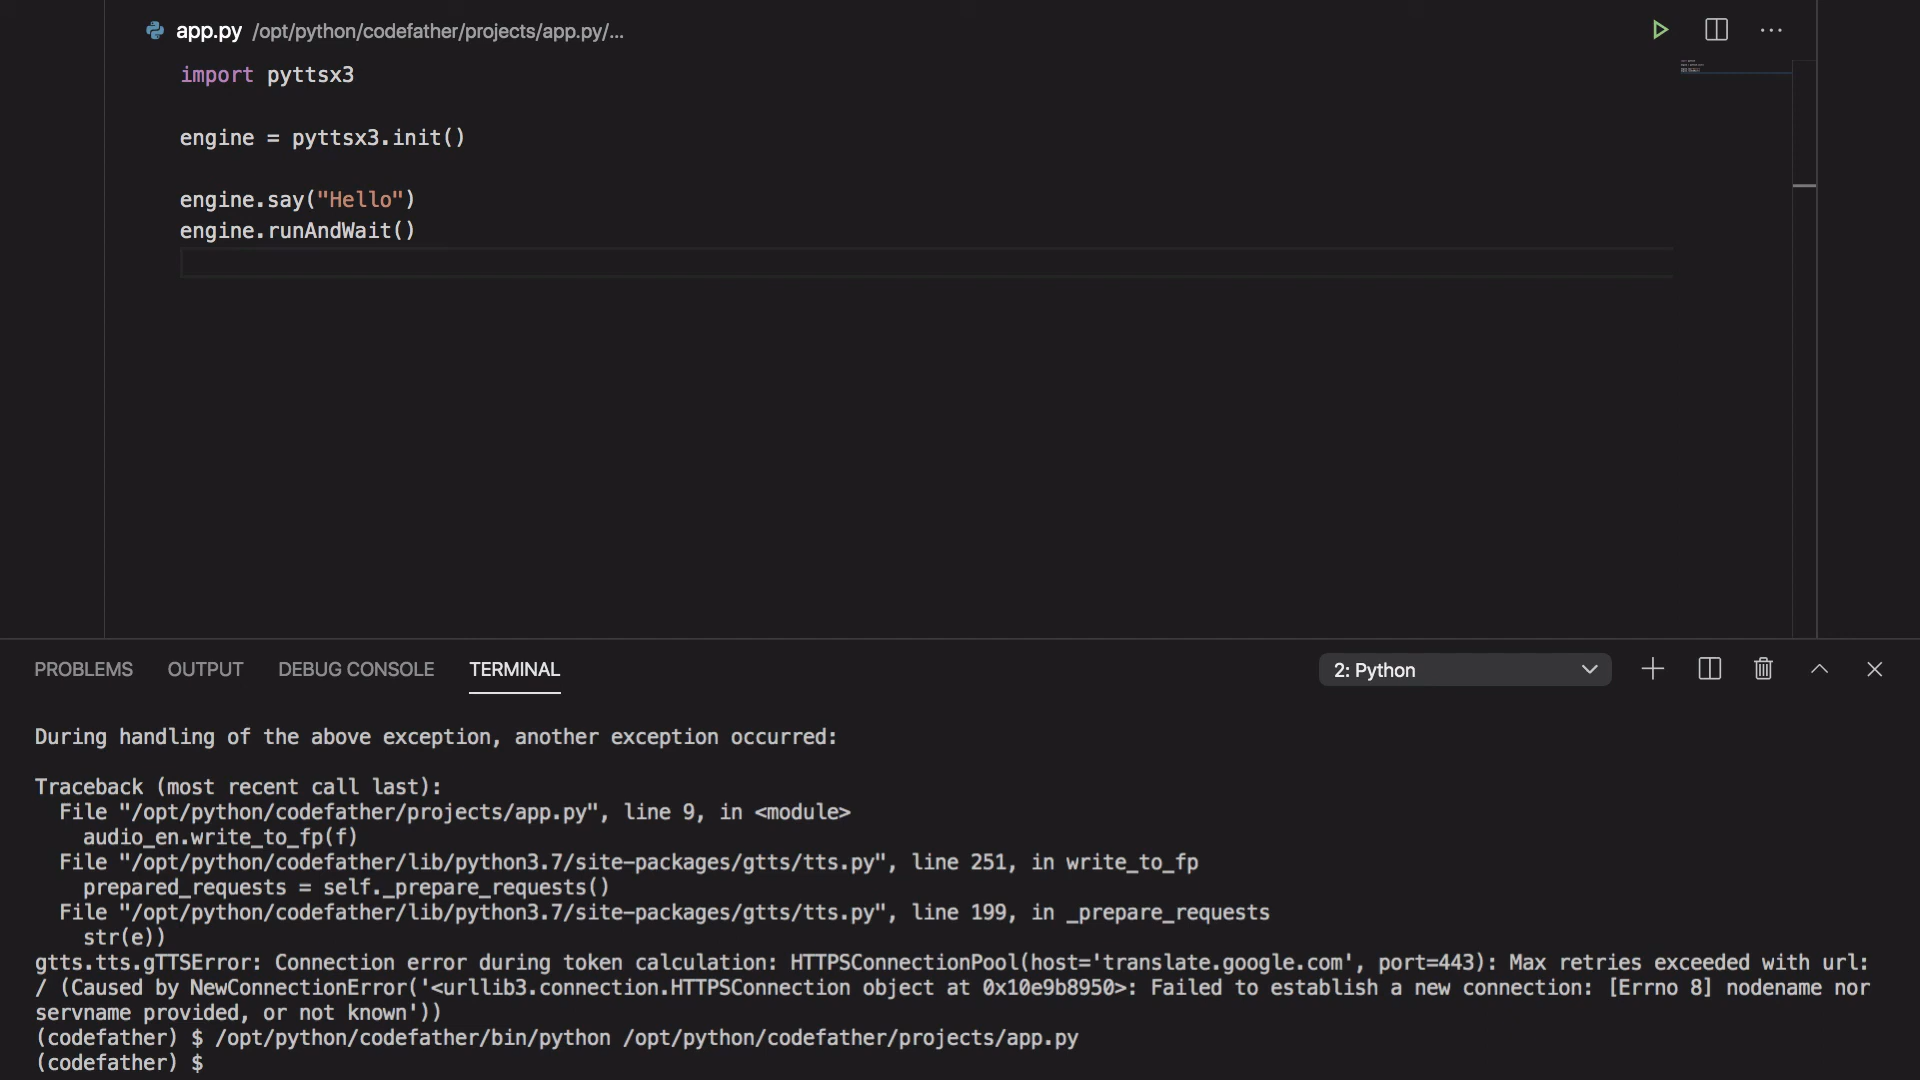 app.py /opt/python/codefather/projects/app.py/...
import pyttsx3
engine = pyttsx3.init()
engine.say("Hello")
engine.runAndWait()
PROBLEMS OUTPUT DEBUG CONSOLE TERMINAL 2: Python
During handling of the above exception, another exception occurred:
Traceback (most recent call last):
File "/opt/python/codefather/projects/app.py", line 9, in <module>
audio_en.write_to_fp(f)
File "/opt/python/codefather/lib/python3.7/site-packages/gtts/tts.py", line 251, in write_to_fp
prepared_requests = self._prepare_requests()
File "/opt/python/codefather/lib/python3.7/site-packages/gtts/tts.py", line 199, in _prepare_requests
str(e))
gtts.tts.gTTSError: Connection error during token calculation: HTTPSConnectionPool(host='translate.google.com', port=443): Max retries exceeded with url:
/ (Caused by NewConnectionError('<urllib3.connection.HTTPSConnection object at 0x10e9b8950>: Failed to establish a new connection: [Errno 8] nodename nor
servname provided, or not known'))
(codefather) $ /opt/python/codefather/bin/python /opt/python/codefather/projects/app.py
(codefather) $